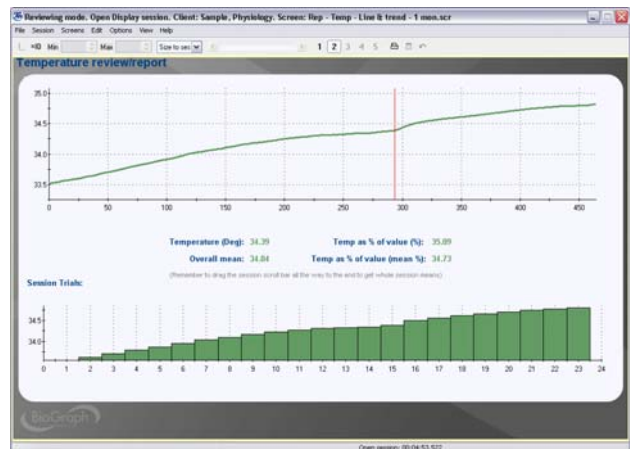 Reviewing mode. Open Display session. Client: Sample, Physiology. Screen: Rep - Temp - Line & trend - 1 mon.scr
File Session Screens Edit Options View Help
Min Max Size to sec 1 2 3 4 5
Temperature review/report
35.0
34.5
34.0
33.5
0 50 100 150 200 250 300 350 400 450
Temperature (Deg): 34.39 Temp as % of value (%): 35.09
Overall mean: 34.04 Temp as % of value (mean %): 34.73
(Remember to drag the session scroll bar all the way to the end to get whole session means)
Session Trials:
34.5
34.0
0 1 2 3 4 5 6 7 8 9 10 11 12 13 14 15 16 17 18 19 20 21 22 23 24
BioGraph
Open session: 00:04:53.522